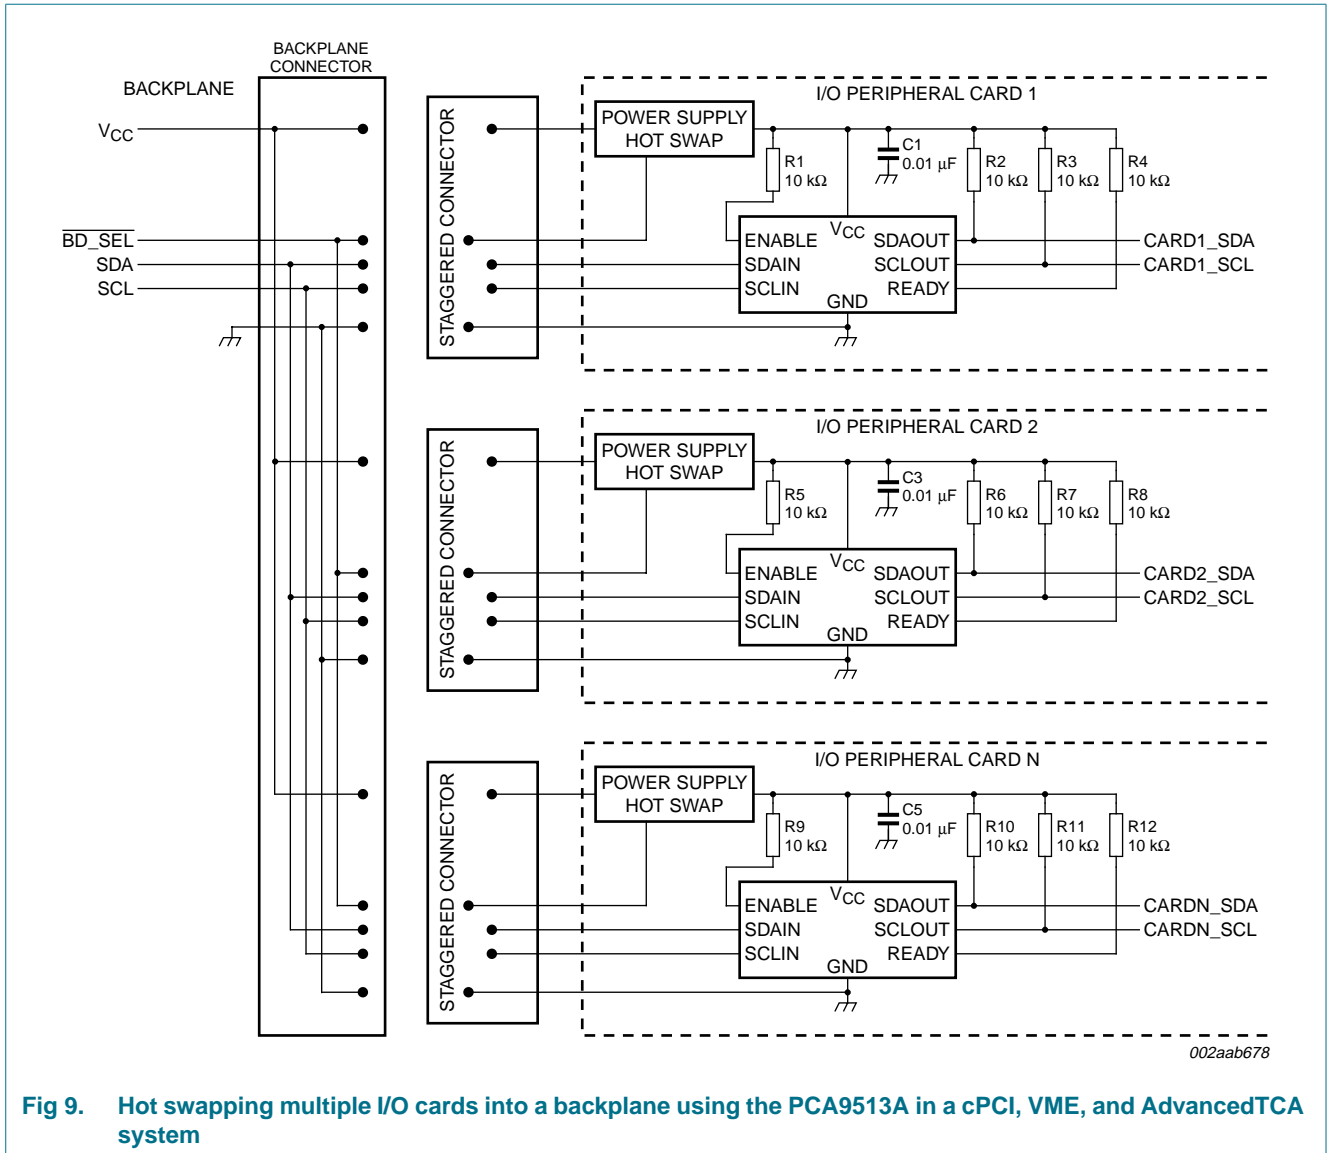 BACKPLANE
CONNECTOR
BACKPLANE
VCC
BD_SEL
SDA
SCL
STAGGERED CONNECTOR
I/O PERIPHERAL CARD 1
POWER SUPPLY
HOT SWAP
R1
10 kΩ
C1
0.01 μF
R2
10 kΩ
R3
10 kΩ
R4
10 kΩ
VCC
ENABLE
SDAIN
SCLIN
SDAOUT
SCLOUT
READY
GND
CARD1_SDA
CARD1_SCL
STAGGERED CONNECTOR
I/O PERIPHERAL CARD 2
POWER SUPPLY
HOT SWAP
R5
10 kΩ
C3
0.01 μF
R6
10 kΩ
R7
10 kΩ
R8
10 kΩ
VCC
ENABLE
SDAIN
SCLIN
SDAOUT
SCLOUT
READY
GND
CARD2_SDA
CARD2_SCL
STAGGERED CONNECTOR
I/O PERIPHERAL CARD N
POWER SUPPLY
HOT SWAP
R9
10 kΩ
C5
0.01 μF
R10
10 kΩ
R11
10 kΩ
R12
10 kΩ
VCC
ENABLE
SDAIN
SCLIN
SDAOUT
SCLOUT
READY
GND
CARDN_SDA
CARDN_SCL
002aab678
Fig 9. Hot swapping multiple I/O cards into a backplane using the PCA9513A in a cPCI, VME, and AdvancedTCA
system